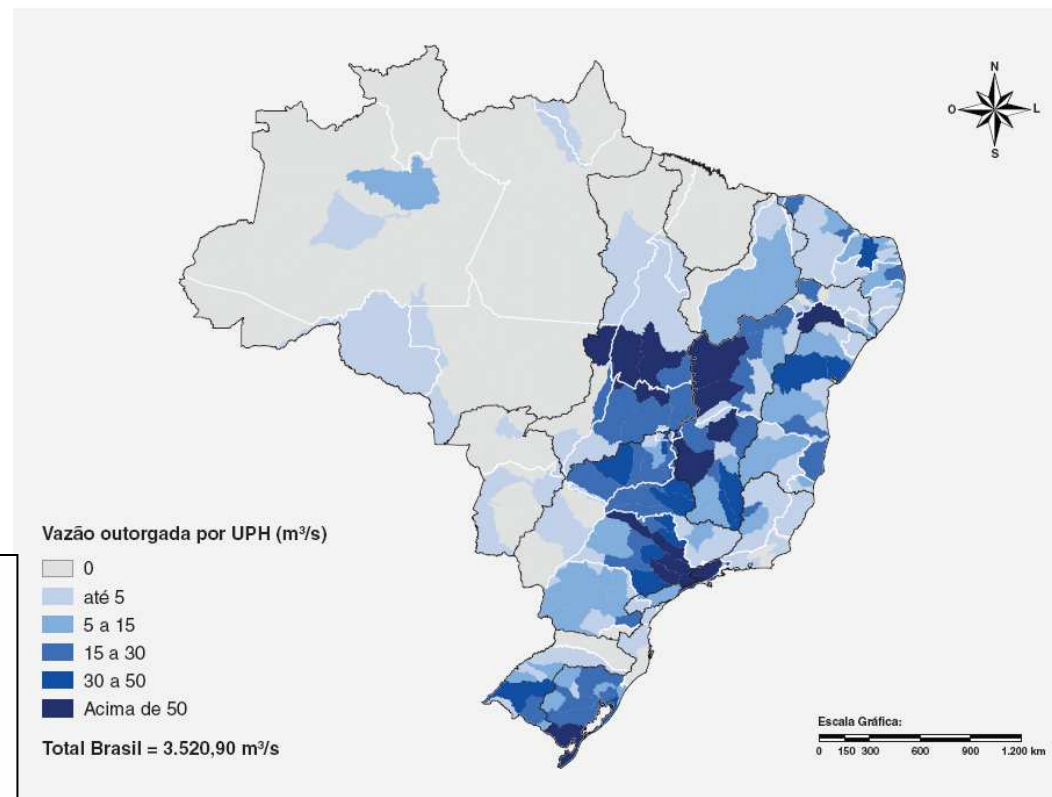 N
O L
S
Vazão outorgada por UPH (m³/s)
0
até 5
5 a 15
15 a 30
30 a 50
Acima de 50
Total Brasil = 3.520,90 m³/s
Escala Gráfica:
0 150 300 600 900 1.200 km